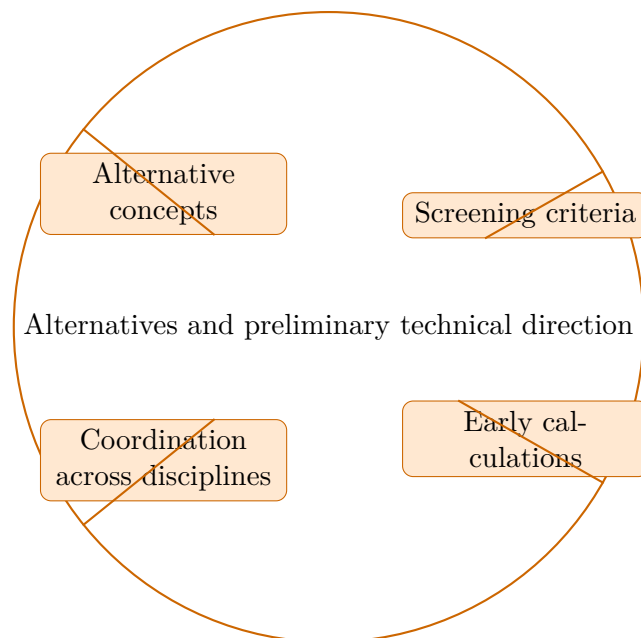 Alternative
concepts
Screening criteria
Alternatives and preliminary technical direction
Coordination
across disciplines
Early cal-
culations